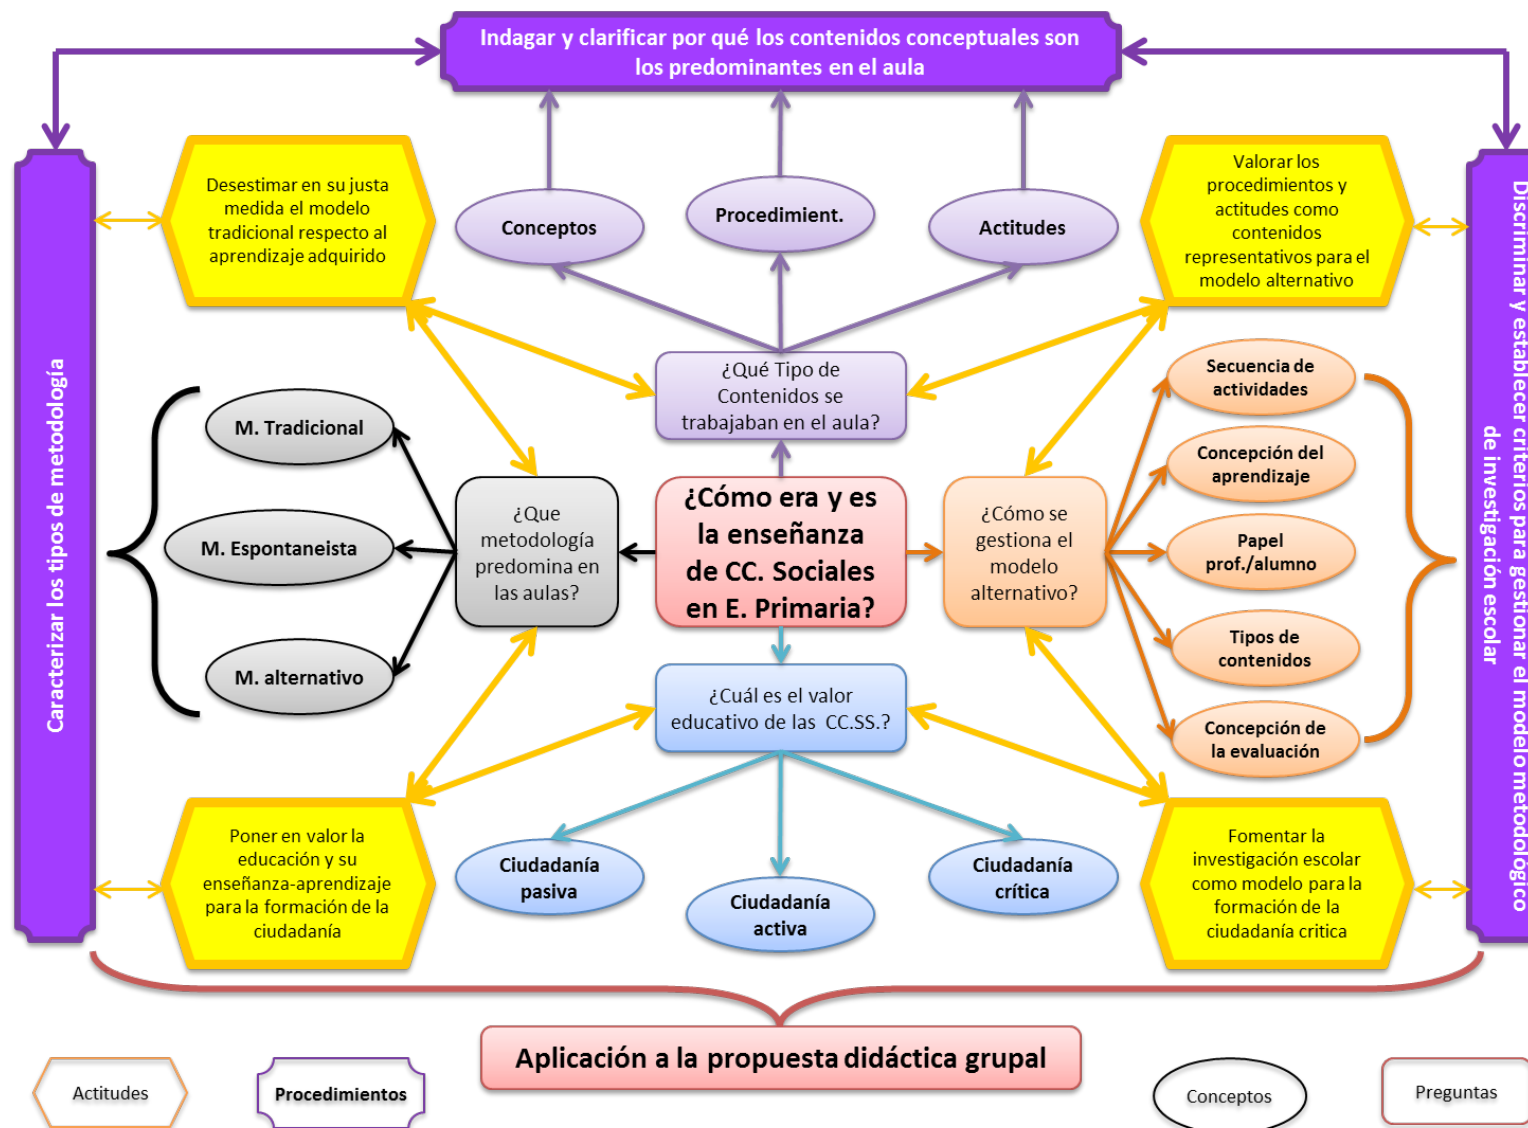 Indagar y clarificar por qué los contenidos conceptuales son
los predominantes en el aula
Caracterizar los tipos de metodología
Desestimar en su justa
medida el modelo
tradicional respecto al
aprendizaje adquirido
Conceptos
Procedimient.
Actitudes
Valorar los
procedimientos y
actitudes como
contenidos
representativos para el
modelo alternativo
Discriminar y establecer criterios para gestionar el modelo metodológico
de investigación escolar
¿Qué Tipo de
Contenidos se
trabajaban en el aula?
M. Tradicional
M. Espontaneista
M. alternativo
¿Que
metodología
predomina en
las aulas?
¿Cómo era y es
la enseñanza
de CC. Sociales
en E. Primaria?
¿Cómo se
gestiona el
modelo
alternativo?
Secuencia de
actividades
Concepción del
aprendizaje
Papel
prof./alumno
Tipos de
contenidos
Concepción de
la evaluación
¿Cuál es el valor
educativo de las CC.SS.?
Poner en valor la
educación y su
enseñanza-aprendizaje
para la formación de la
ciudadanía
Ciudadanía
pasiva
Ciudadanía
activa
Ciudadanía
crítica
Fomentar la
investigación escolar
como modelo para la
formación de la
ciudadanía critica
Aplicación a la propuesta didáctica grupal
Actitudes
Procedimientos
Conceptos
Preguntas